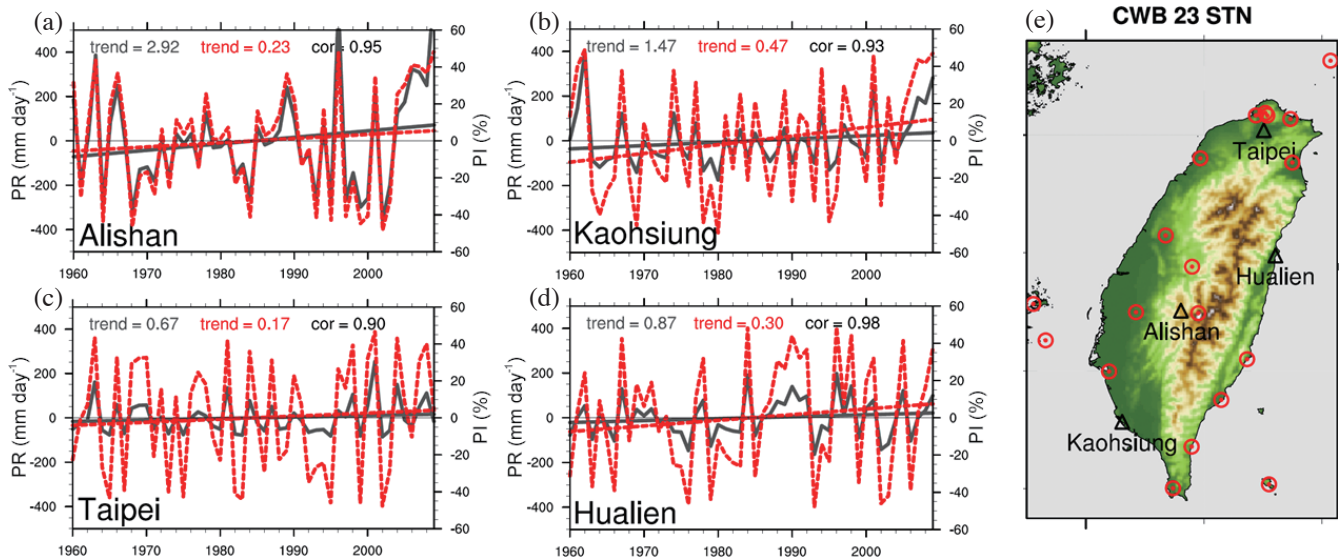 (a)
trend = 2.92 trend = 0.23 cor = 0.95
PR (mm day-1)
400
200
0
-200
-400
60
40
20
0
-20
-40
-60
PI (%)
Alishan
1960 1970 1980 1990 2000
(b)
trend = 1.47 trend = 0.47 cor = 0.93
PR (mm day-1)
400
200
0
-200
-400
60
40
20
0
-20
-40
-60
PI (%)
Kaohsiung
1960 1970 1980 1990 2000
(c)
trend = 0.67 trend = 0.17 cor = 0.90
PR (mm day-1)
400
200
0
-200
-400
60
40
20
0
-20
-40
-60
PI (%)
Taipei
1960 1970 1980 1990 2000
(d)
trend = 0.87 trend = 0.30 cor = 0.98
PR (mm day-1)
400
200
0
-200
-400
60
40
20
0
-20
-40
-60
PI (%)
Hualien
1960 1970 1980 1990 2000
(e)
CWB 23 STN
Taipei
Hualien
Alishan
Kaohsiung